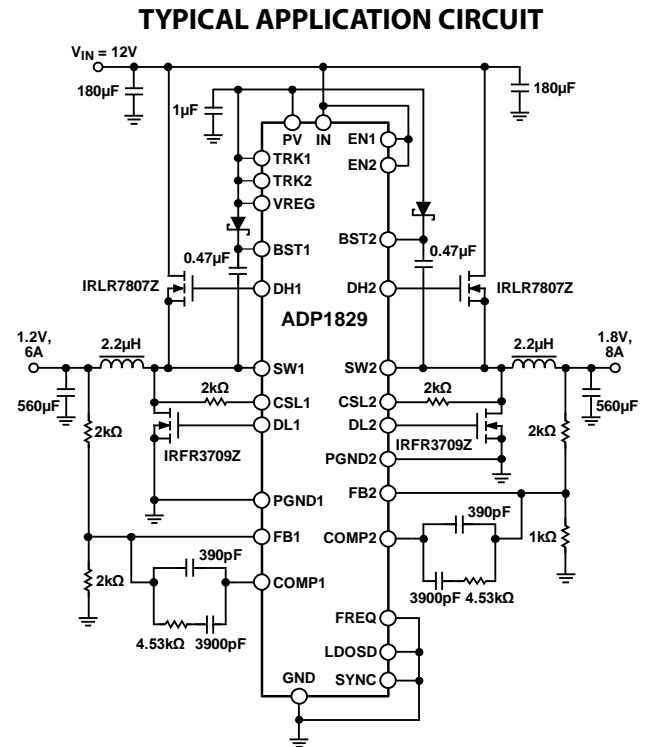 TYPICAL APPLICATION CIRCUIT
VIN = 12V
180µF
1µF
180µF
PV
IN
EN1
EN2
TRK1
TRK2
VREG
BST1
BST2
0.47µF
0.47µF
IRLR7807Z
DH1
DH2
IRLR7807Z
ADP1829
1.2V,
6A
2.2µH
SW1
SW2
2.2µH
1.8V,
8A
560µF
2kΩ
CSL1
CSL2
2kΩ
560µF
2kΩ
DL1
DL2
2kΩ
IRFR3709Z
IRFR3709Z
PGND2
PGND1
FB2
390pF
FB1
COMP2
1kΩ
390pF
2kΩ
COMP1
3900pF 4.53kΩ
4.53kΩ 3900pF
FREQ
LDOSD
GND
SYNC